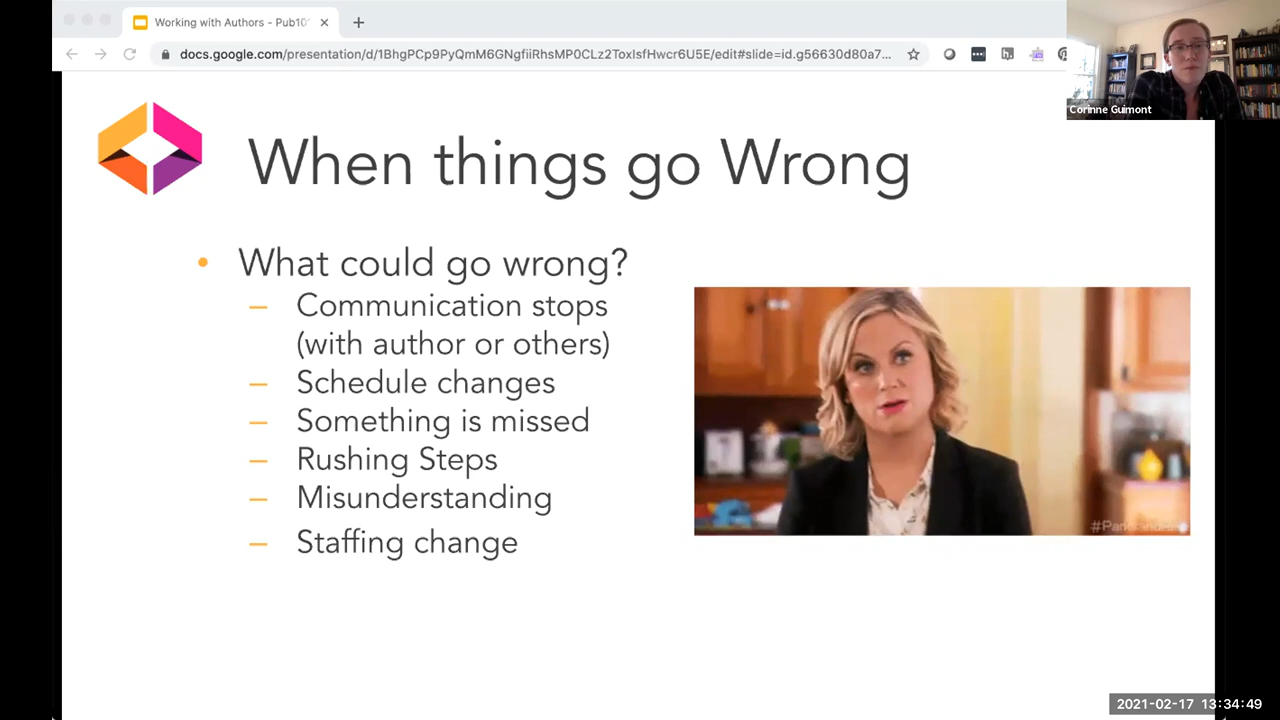 Working with Authors - Pub10
docs.google.com/presentation/d/1BhgPCp9PyQmN6GNgfiiRhsMP0CLz2ToxIsfHwcr6U5E/edit#slide=id.g56630d80a7...
Corinne Guimont
When things go Wrong
• What could go wrong?
– Communication stops
(with author or others)
– Schedule changes
– Something is missed
– Rushing Steps
– Misunderstanding
– Staffing change
2021-02-17 13:34:49